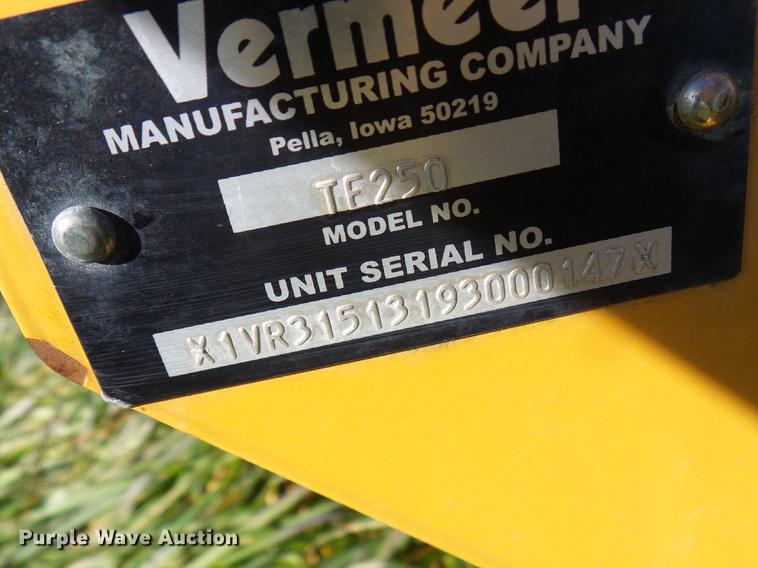 Vermeer
MANUFACTURING COMPANY
Pella, Iowa 50219
TF250
MODEL NO.
UNIT SERIAL NO.
X1VR31513193000147X
Purple Wave Auction